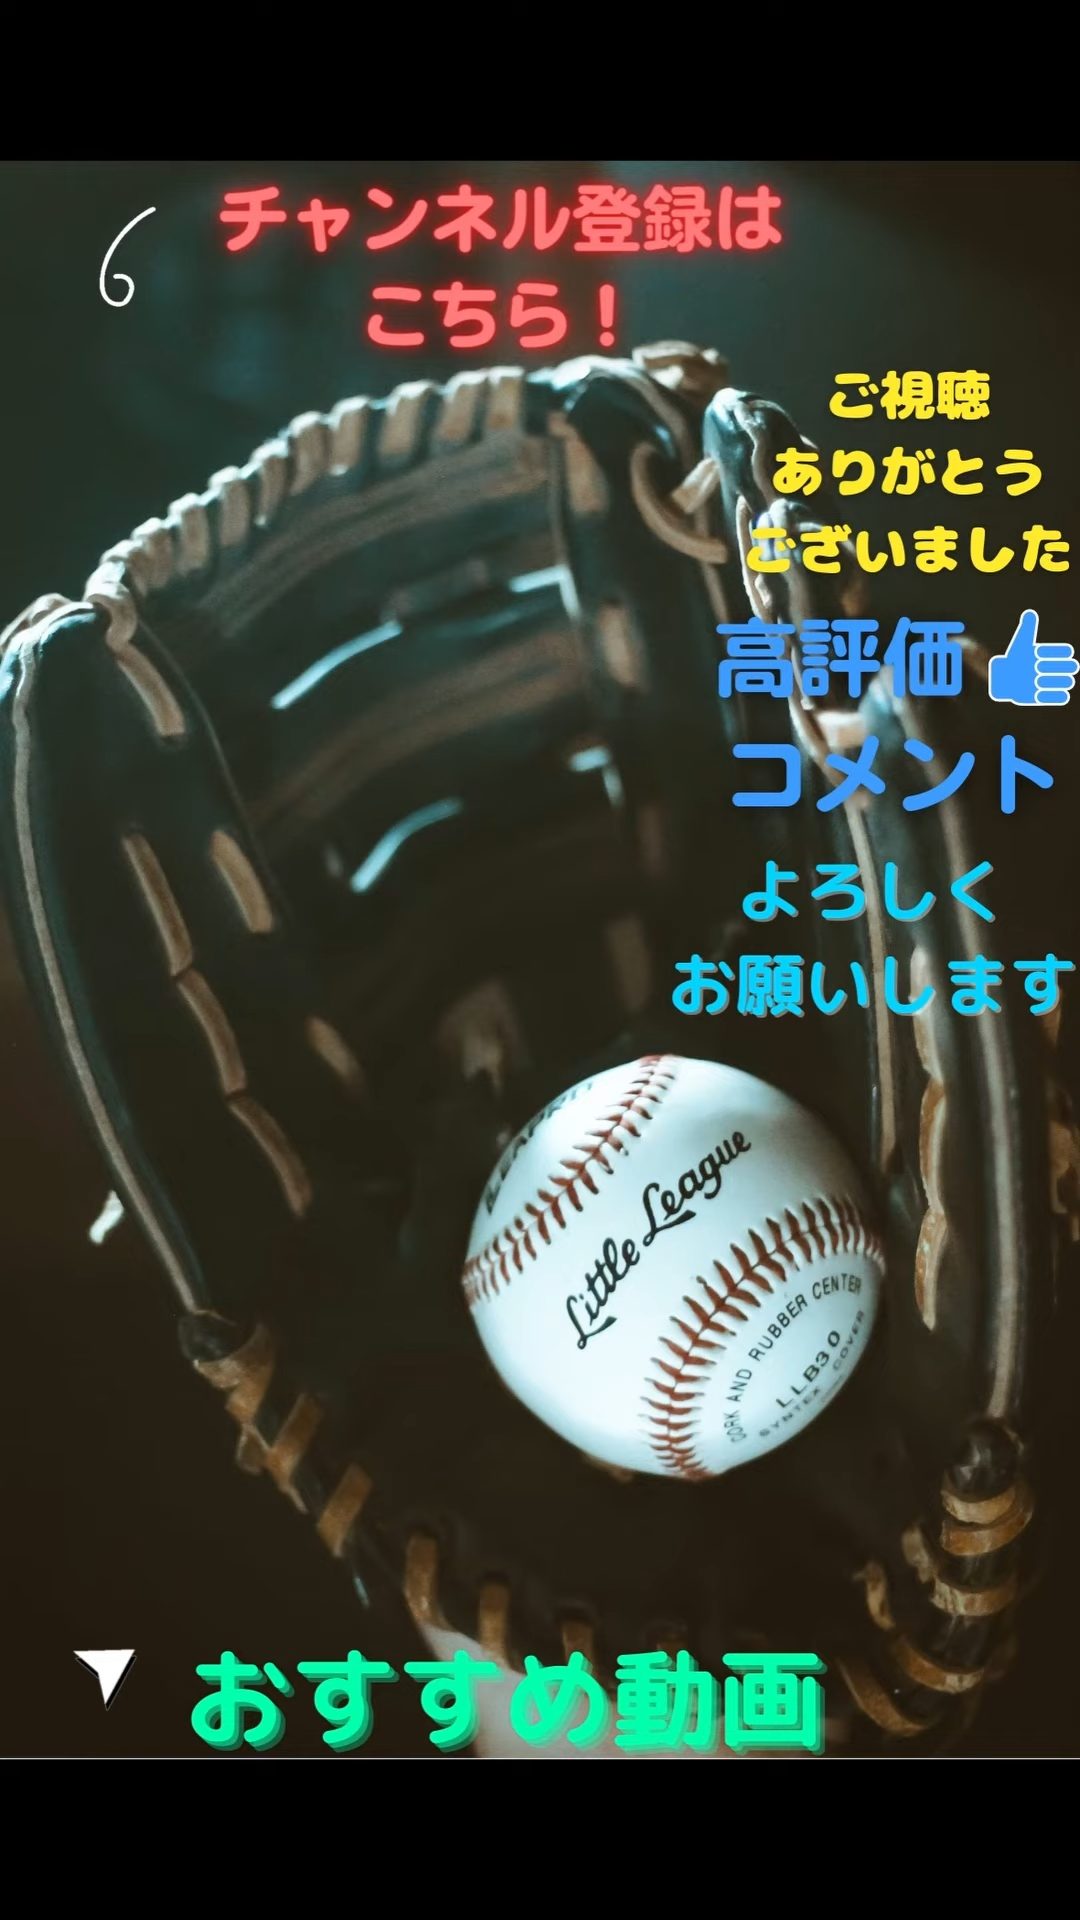 チャンネル登録は
こちら！
ご視聴
ありがとう
ございました
高評価
コメント
よろしく
お願いします
Little League
CORK AND RUBBER CENTER
LLB30
SYNTEX COVER
おすすめ動画